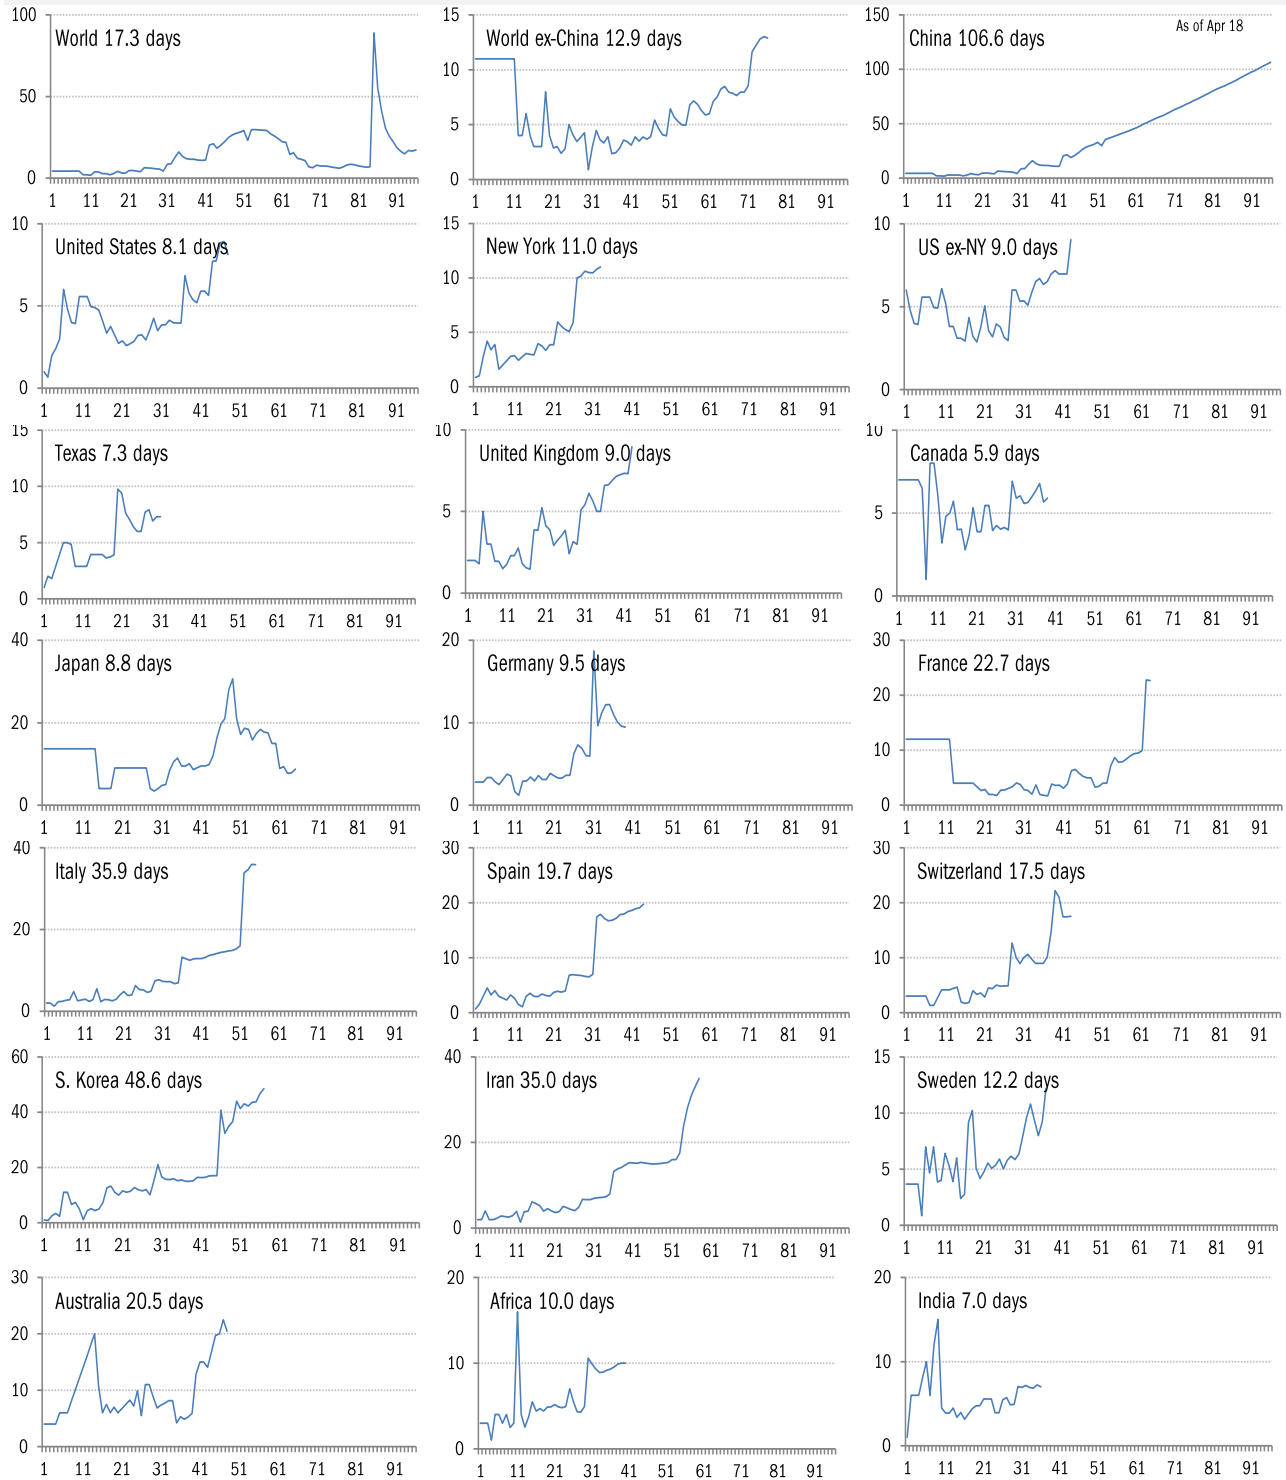 100 15 150
World 17.3 days World ex-China 12.9 days China 106.6 days As of Apr 18
50 10 100
5 50
0 0 0
1 11 21 31 41 51 61 71 81 91 1 11 21 31 41 51 61 71 81 91 1 11 21 31 41 51 61 71 81 91
10 15 10
United States 8.1 days New York 11.0 days US ex-NY 9.0 days
5 10 5
5
0 0 0
1 11 21 31 41 51 61 71 81 91 1 11 21 31 41 51 61 71 81 91 1 11 21 31 41 51 61 71 81 91
15 10 10
Texas 7.3 days United Kingdom 9.0 days Canada 5.9 days
10 5 5
5
0 0 0
1 11 21 31 41 51 61 71 81 91 1 11 21 31 41 51 61 71 81 91 1 11 21 31 41 51 61 71 81 91
40 20 30
Japan 8.8 days Germany 9.5 days France 22.7 days
20 10 20
10
0 0 0
1 11 21 31 41 51 61 71 81 91 1 11 21 31 41 51 61 71 81 91 1 11 21 31 41 51 61 71 81 91
40 30 30
Italy 35.9 days Spain 19.7 days Switzerland 17.5 days
20 20 20
10 10
0 0 0
1 11 21 31 41 51 61 71 81 91 1 11 21 31 41 51 61 71 81 91 1 11 21 31 41 51 61 71 81 91
60 40 15
S. Korea 48.6 days Iran 35.0 days Sweden 12.2 days
40 20 10
20 5
0 0 0
1 11 21 31 41 51 61 71 81 91 1 11 21 31 41 51 61 71 81 91 1 11 21 31 41 51 61 71 81 91
30 20 20
Australia 20.5 days Africa 10.0 days India 7.0 days
20 10 10
10
0 0 0
1 11 21 31 41 51 61 71 81 91 1 11 21 31 41 51 61 71 81 91 1 11 21 31 41 51 61 71 81 91